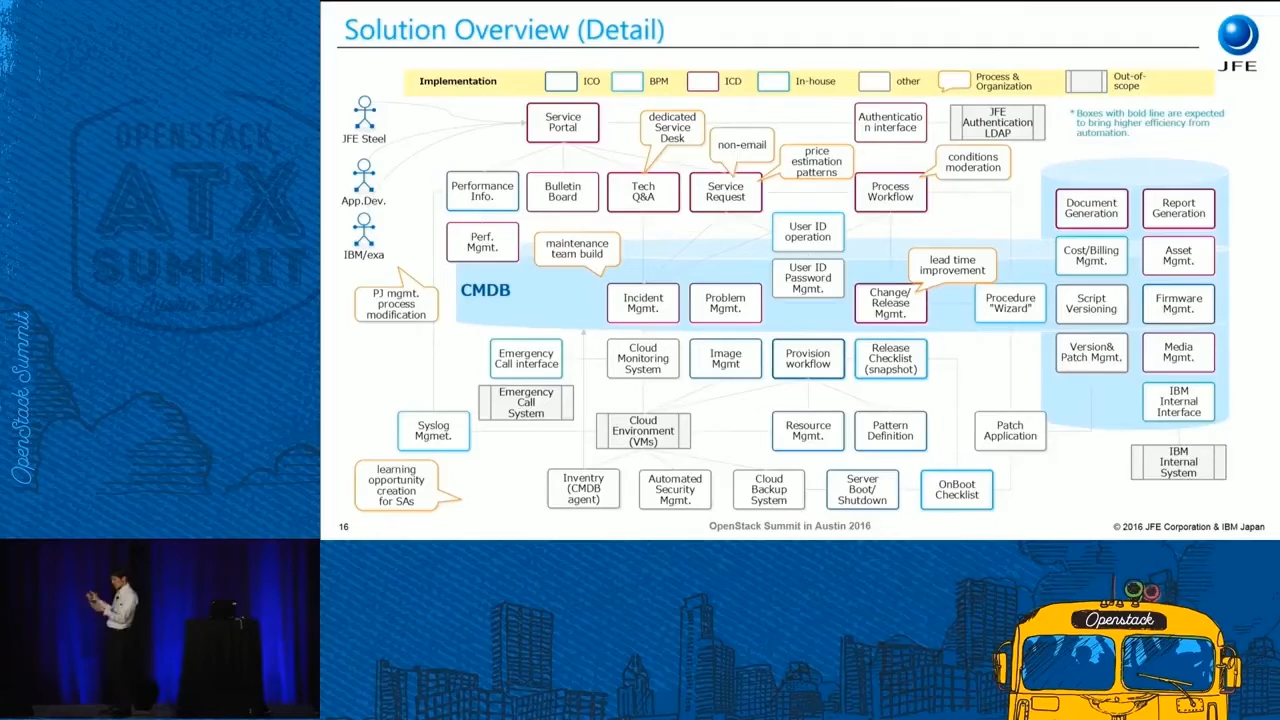 Solution Overview (Detail)
JFE
Implementation
ICO
BPM
ICD
In-house
other
Process &
Organization
Out-of-
scope
* Boxes with bold line are expected
to bring higher efficiency from
automation.
JFE Steel
App.Dev.
IBM/exa
Service
Portal
dedicated
Service
Desk
non-email
price
estimation
patterns
Authenticatio
n interface
JFE
Authentication
LDAP
conditions
moderation
Performance
Info.
Bulletin
Board
Tech
Q&A
Service
Request
Process
Workflow
Document
Generation
Report
Generation
Perf.
Mgmt.
maintenance
team build
User ID
operation
User ID
Password
Mgmt.
lead time
improvement
Cost/Billing
Mgmt.
Asset
Mgmt.
PJ mgmt.
process
modification
CMDB
Incident
Mgmt.
Problem
Mgmt.
Change/
Release
Mgmt.
Procedure
"Wizard"
Script
Versioning
Firmware
Mgmt.
Emergency
Call interface
Cloud
Monitoring
System
Image
Mgmt
Provision
workflow
Release
Checklist
(snapshot)
Version&
Patch Mgmt.
Media
Mgmt.
Emergency
Call
System
IBM
Internal
Interface
Syslog
Mgmet.
Cloud
Environment
(VMs)
Resource
Mgmt.
Pattern
Definition
Patch
Application
IBM
Internal
System
learning
opportunity
creation
for SAs
Inventry
(CMDB
agent)
Automated
Security
Mgmt.
Cloud
Backup
System
Server
Boot/
Shutdown
OnBoot
Checklist
16
OpenStack Summit in Austin 2016
© 2016 JFE Corporation & IBM Japan
OPENSTACK
ATX
SUMMIT
OpenStack Summit
Openstack